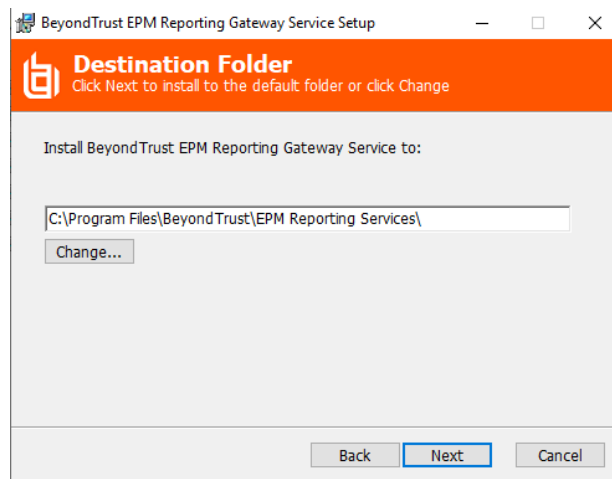 BeyondTrust EPM Reporting Gateway Service Setup
Destination Folder
Click Next to install to the default folder or click Change
Install BeyondTrust EPM Reporting Gateway Service to:
C:\Program Files\BeyondTrust\EPM Reporting Services\
Change...
Back Next Cancel